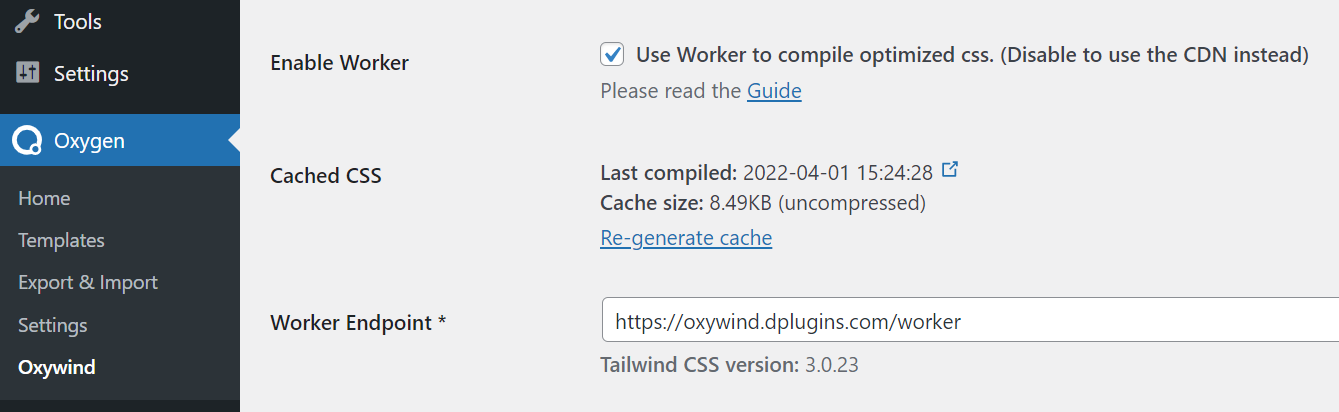 Tools
Settings
Oxygen
Home
Templates
Export & Import
Settings
Oxywind
Enable Worker
Use Worker to compile optimized css. (Disable to use the CDN instead)
Please read the Guide
Cached CSS
Last compiled: 2022-04-01 15:24:28
Cache size: 8.49KB (uncompressed)
Re-generate cache
Worker Endpoint *
https://oxywind.dplugins.com/worker
Tailwind CSS version: 3.0.23